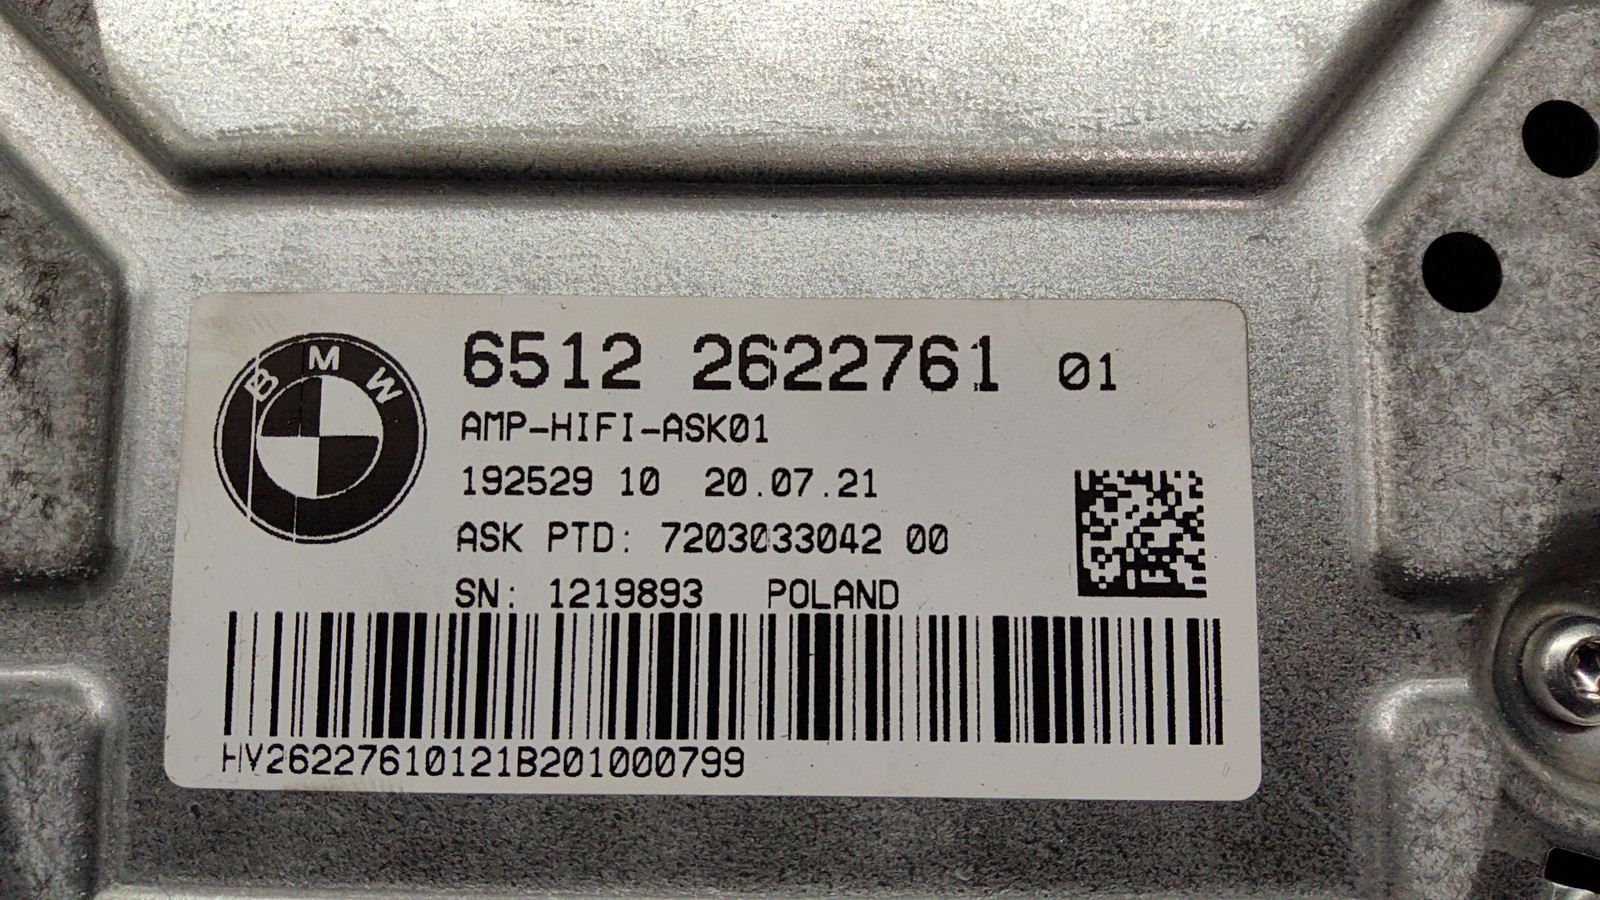 BMW
6512 2622761 01
AMP-HIFI-ASK01
192529 10 20.07.21
ASK PTD: 7203033042 00
SN: 1219893 POLAND
HV26227610121B201000799